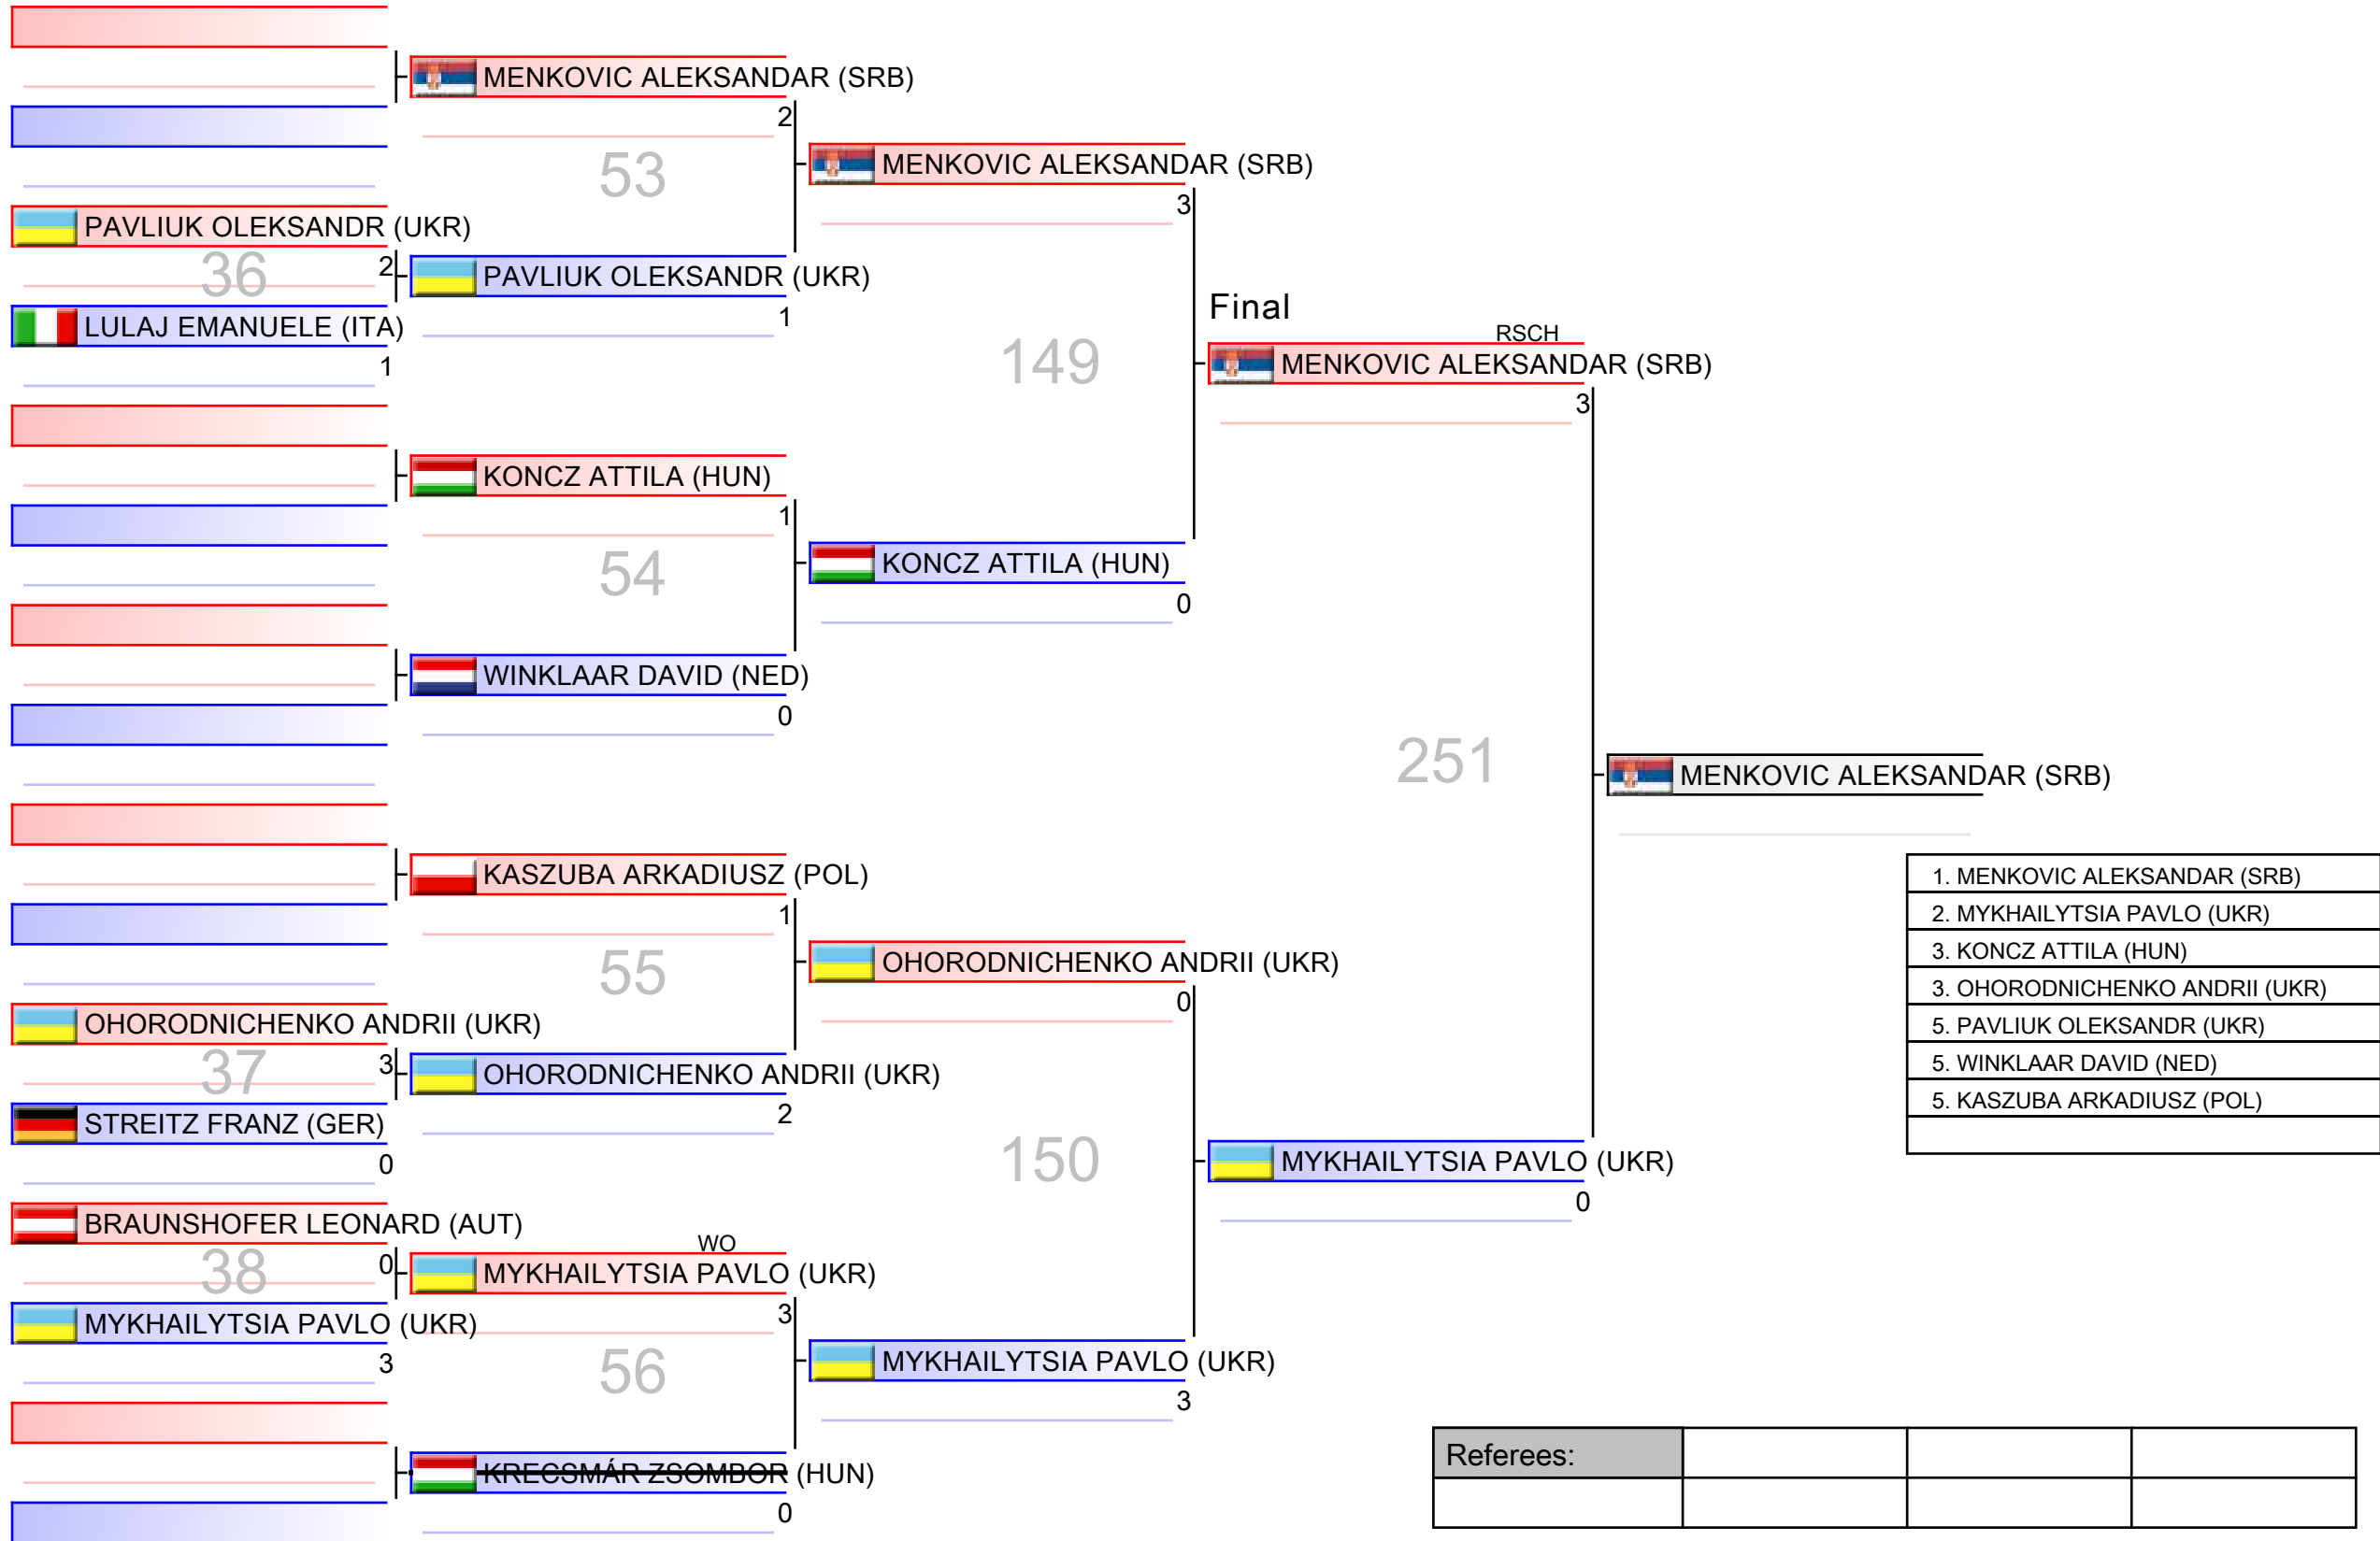 MENKOVIC ALEKSANDAR (SRB)
2
53
MENKOVIC ALEKSANDAR (SRB)
3
PAVLIUK OLEKSANDR (UKR)
36
2
PAVLIUK OLEKSANDR (UKR)
1
LULAJ EMANUELE (ITA)
1
Final
149
RSCH
MENKOVIC ALEKSANDAR (SRB)
3
KONCZ ATTILA (HUN)
1
54
KONCZ ATTILA (HUN)
0
WINKLAAR DAVID (NED)
0
251
MENKOVIC ALEKSANDAR (SRB)
KASZUBA ARKADIUSZ (POL)
1
55
OHORODNICHENKO ANDRII (UKR)
0
OHORODNICHENKO ANDRII (UKR)
37
3
OHORODNICHENKO ANDRII (UKR)
2
STREITZ FRANZ (GER)
0
150
MYKHAILYTSIA PAVLO (UKR)
0
BRAUNSHOFER LEONARD (AUT)
38
0
WO
MYKHAILYTSIA PAVLO (UKR)
3
MYKHAILYTSIA PAVLO (UKR)
3
56
MYKHAILYTSIA PAVLO (UKR)
3
KRECSMÁR ZSOMBOR (HUN)
0
1. MENKOVIC ALEKSANDAR (SRB)
2. MYKHAILYTSIA PAVLO (UKR)
3. KONCZ ATTILA (HUN)
3. OHORODNICHENKO ANDRII (UKR)
5. PAVLIUK OLEKSANDR (UKR)
5. WINKLAAR DAVID (NED)
5. KASZUBA ARKADIUSZ (POL)
Referees: